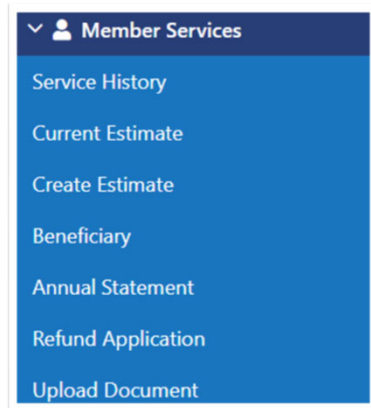 Member Services
Service History
Current Estimate
Create Estimate
Beneficiary
Annual Statement
Refund Application
Upload Document